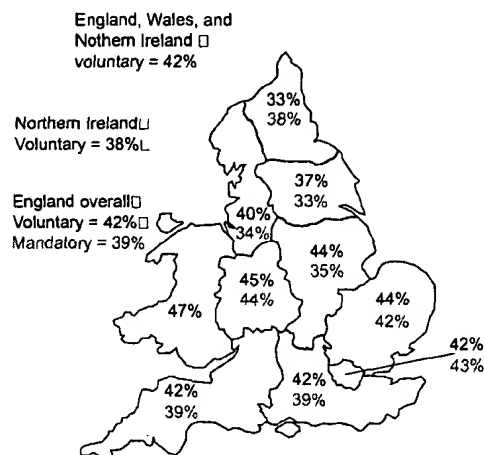 England, Wales, and
Nothern Ireland □
voluntary = 42%
Northern Ireland
Voluntary = 38%
England overall□
Voluntary = 42%□
Mandatory = 39%
33%
38%
37%
33%
40%
34%
44%
35%
45%
44%
47%
44%
42%
42%
43%
42%
39%
42%
39%